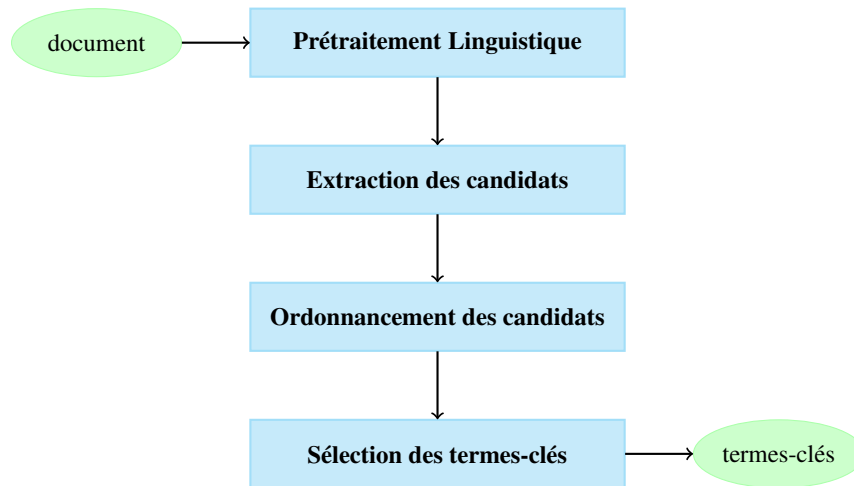 document
Prétraitement Linguistique
Extraction des candidats
Ordonnancement des candidats
Sélection des termes-clés
termes-clés